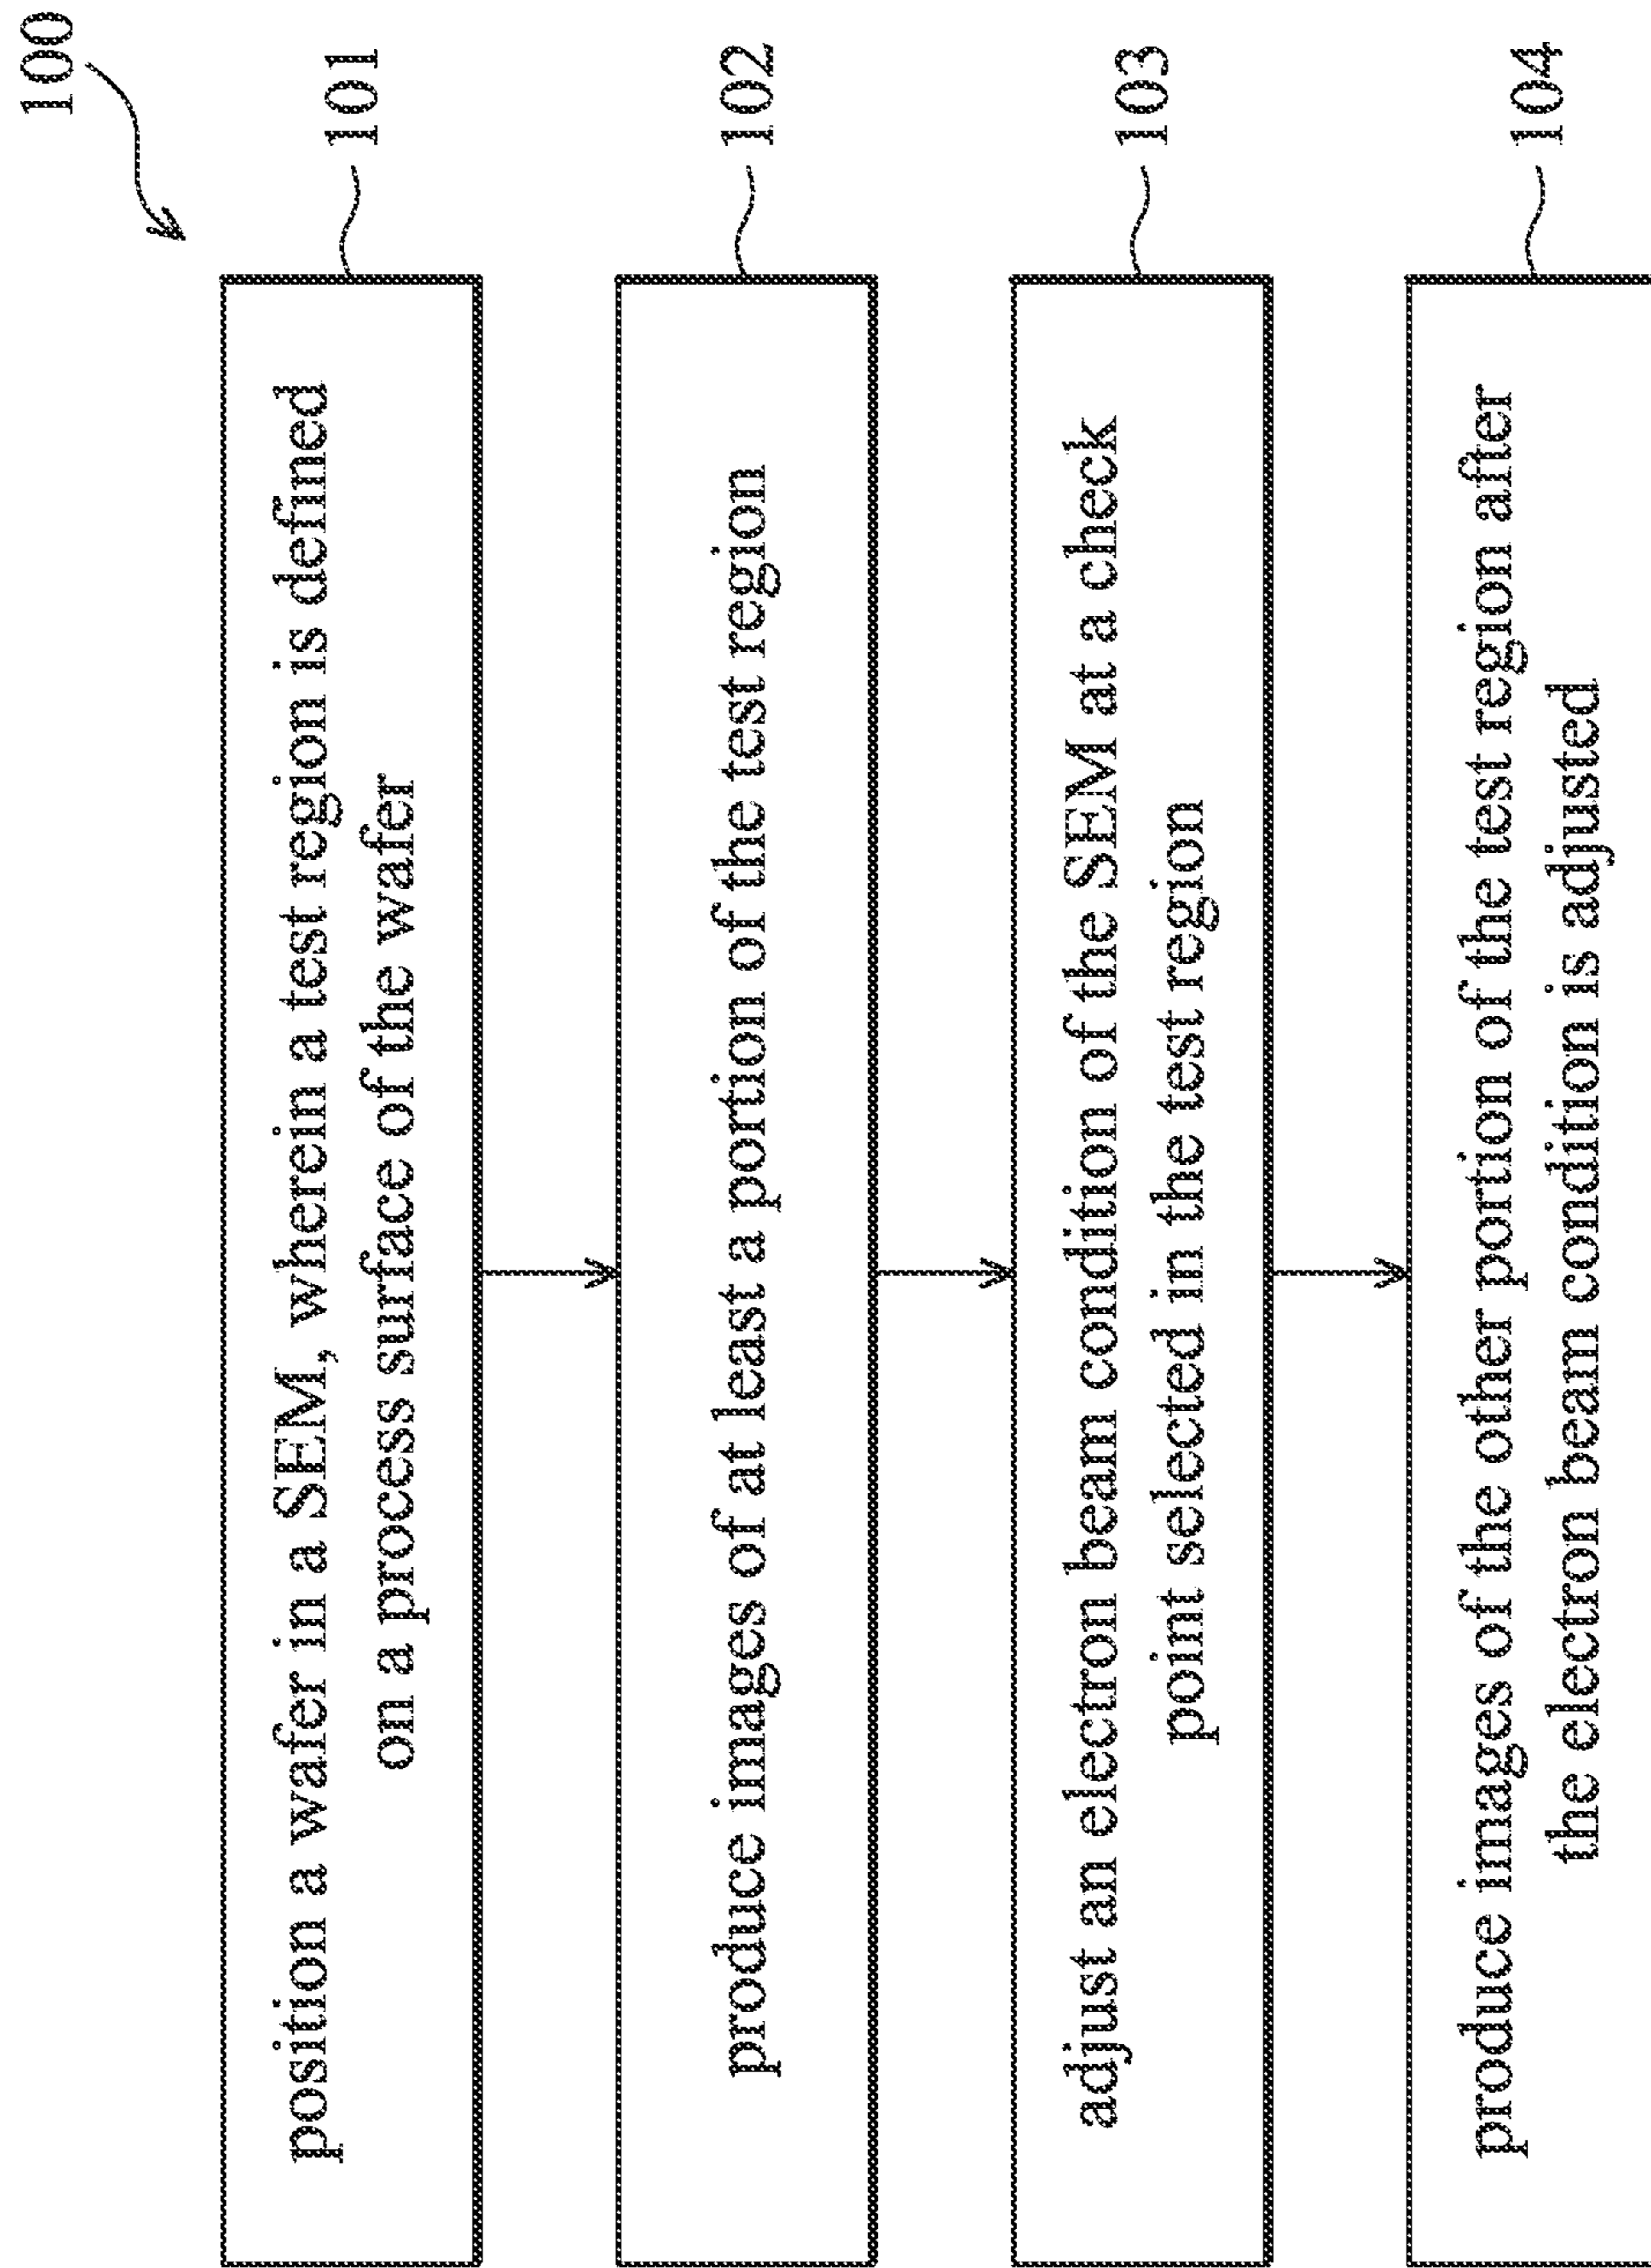 100
position a wafer in a SEM, wherein a test region is defined
on a process surface of the wafer
101
produce images of at least a portion of the test region
102
adjust an electron beam condition of the SEM at a check
point selected in the test region
103
produce images of the other portion of the test region after
the electron beam condition is adjusted
104